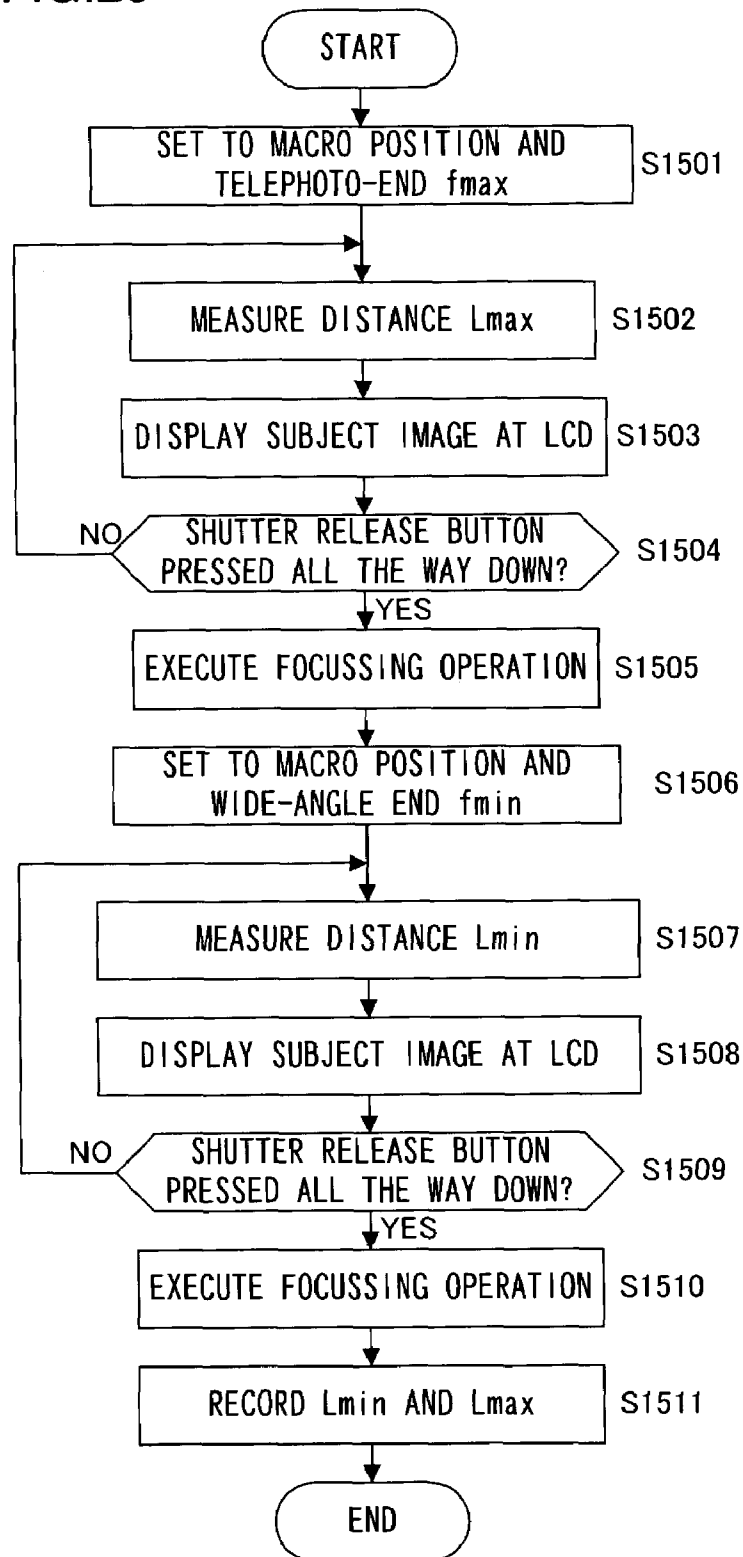 START
SET TO MACRO POSITION AND
TELEPHOTO-END fmax
S1501
MEASURE DISTANCE Lmax
S1502
DISPLAY SUBJECT IMAGE AT LCD
S1503
NO
SHUTTER RELEASE BUTTON
PRESSED ALL THE WAY DOWN?
S1504
YES
EXECUTE FOCUSSING OPERATION
S1505
SET TO MACRO POSITION AND
WIDE-ANGLE END fmin
S1506
MEASURE DISTANCE Lmin
S1507
DISPLAY SUBJECT IMAGE AT LCD
S1508
NO
SHUTTER RELEASE BUTTON
PRESSED ALL THE WAY DOWN?
S1509
YES
EXECUTE FOCUSSING OPERATION
S1510
RECORD Lmin AND Lmax
S1511
END